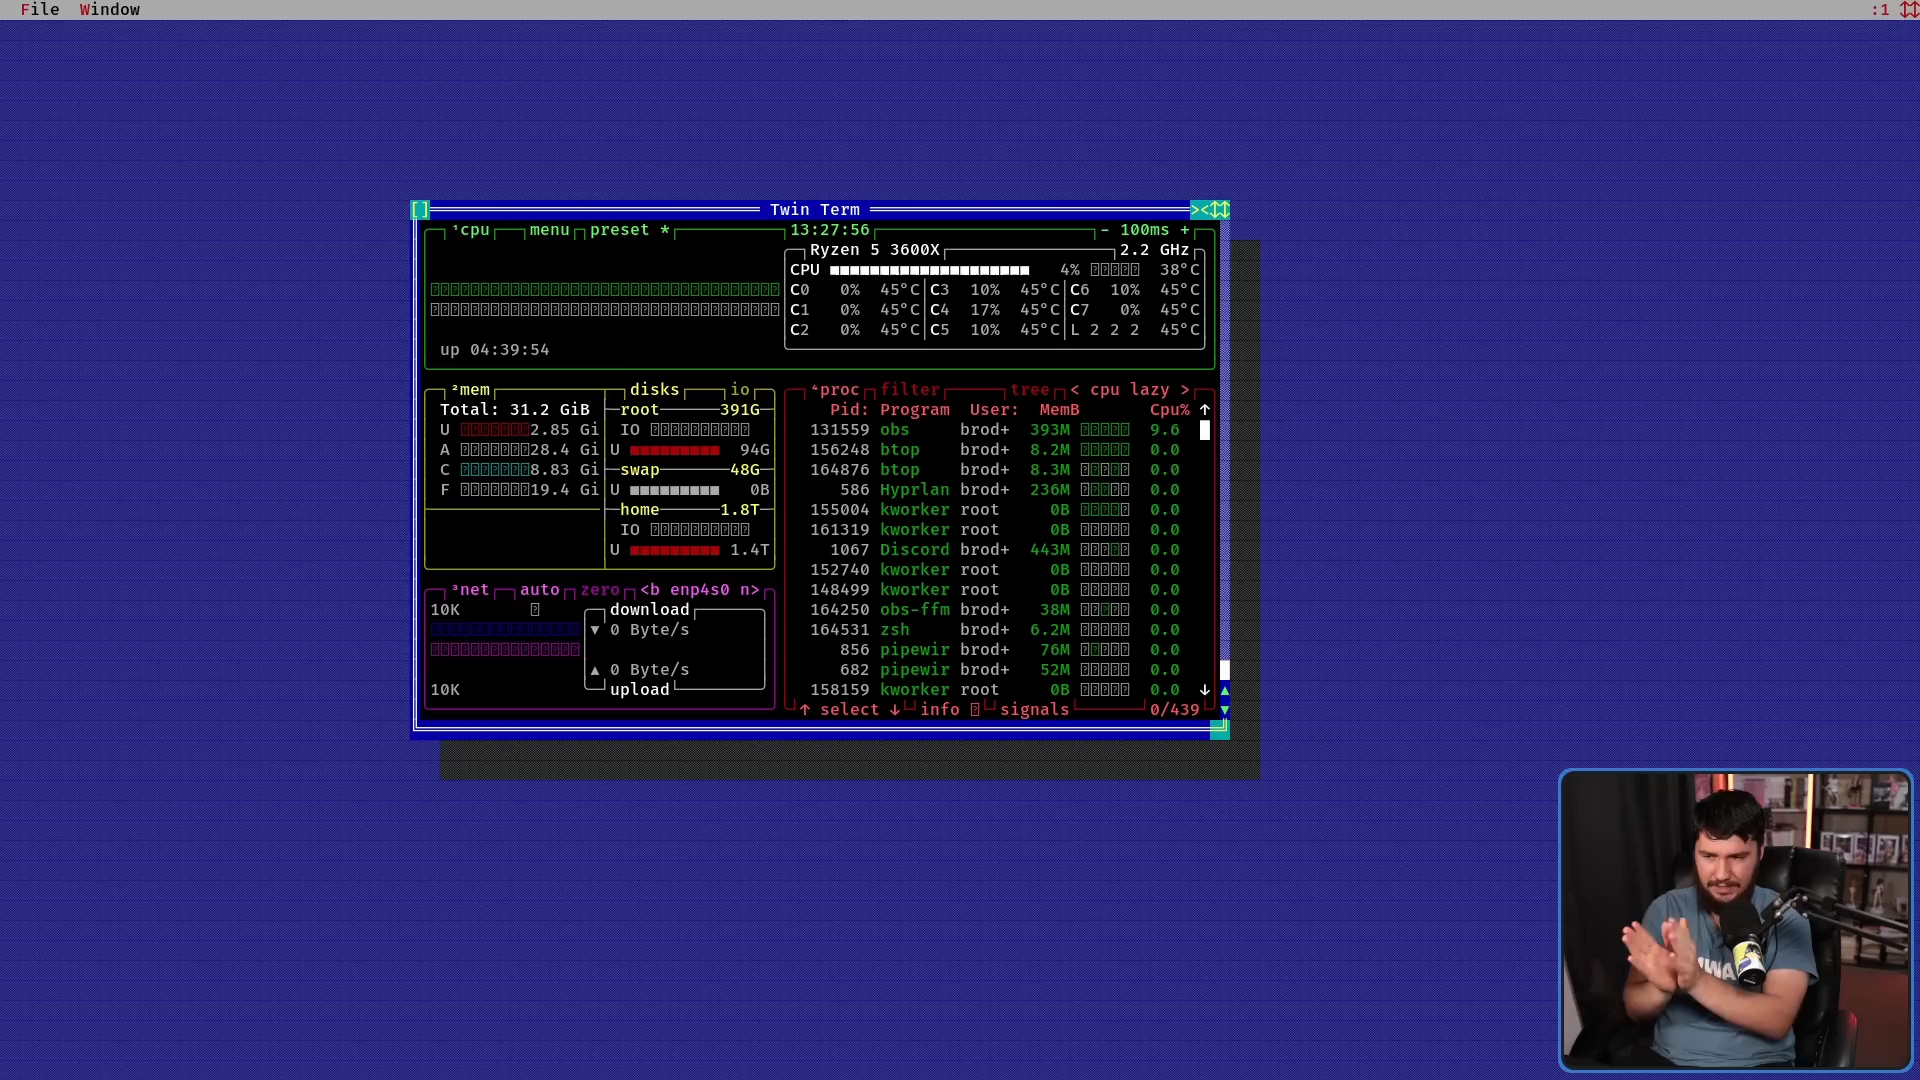 File Window :1
Twin Term
¹cpu menu preset * 13:27:56 - 100ms +
Ryzen 5 3600X 2.2 GHz
CPU 4% 38°C
C0 0% 45°C C3 10% 45°C C6 10% 45°C
C1 0% 45°C C4 17% 45°C C7 0% 45°C
C2 0% 45°C C5 10% 45°C L 2 2 2 45°C
up 04:39:54
²mem disks io
Total: 31.2 GiB root 391G
U 2.85 Gi IO
A 28.4 Gi U 94G
C 8.83 Gi swap 48G
F 19.4 Gi U 0B
home 1.8T
IO
U 1.4T
³net auto zero <b enp4s0 n>
10K download
▼ 0 Byte/s
▲ 0 Byte/s
10K upload
⁴proc filter tree < cpu lazy >
Pid: Program User: MemB Cpu% ↑
131559 obs brod+ 393M 9.6
156248 btop brod+ 8.2M 0.0
164876 btop brod+ 8.3M 0.0
586 Hyprlan brod+ 236M 0.0
155004 kworker root 0B 0.0
161319 kworker root 0B 0.0
1067 Discord brod+ 443M 0.0
152740 kworker root 0B 0.0
148499 kworker root 0B 0.0
164250 obs-ffm brod+ 38M 0.0
164531 zsh brod+ 6.2M 0.0
856 pipewir brod+ 76M 0.0
682 pipewir brod+ 52M 0.0
158159 kworker root 0B 0.0 ↓
↑ select ↓ info signals 0/439